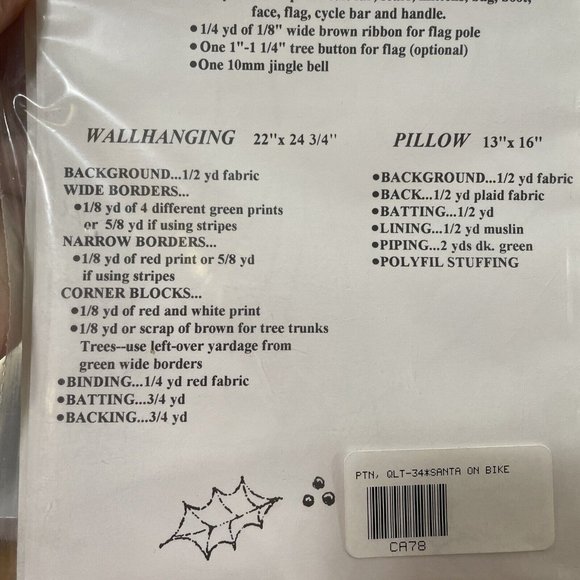 face, flag, cycle bar and handle.
•1/4 yd of 1/8" wide brown ribbon for flag pole
•One 1"-1 1/4" tree button for flag (optional)
•One 10mm jingle bell
WALLHANGING 22"x 24 3/4"
BACKGROUND...1/2 yd fabric
WIDE BORDERS...
•1/8 yd of 4 different green prints
or 5/8 yd if using stripes
NARROW BORDERS...
•1/8 yd of red print or 5/8 yd
if using stripes
CORNER BLOCKS...
•1/8 yd of red and white print
•1/8 yd or scrap of brown for tree trunks
Trees--use left-over yardage from
green wide borders
•BINDING...1/4 yd red fabric
•BATTING...3/4 yd
•BACKING...3/4 yd
PILLOW 13"x 16"
•BACKGROUND...1/2 yd fabric
•BACK...1/2 yd plaid fabric
•BATTING...1/2 yd
•LINING...1/2 yd muslin
•PIPING...2 yds dk. green
•POLYFIL STUFFING
PTN, QLT-34*SANTA ON BIKE
CA78